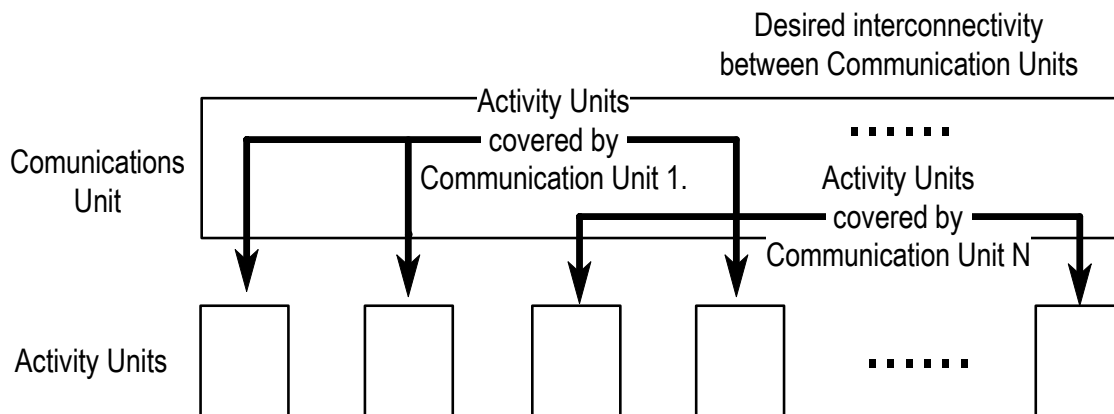 Desired interconnectivity
between Communication Units
Activity Units
covered by
Communication Unit 1.
Comunications
Unit
Activity Units
covered by
Communication Unit N
Activity Units